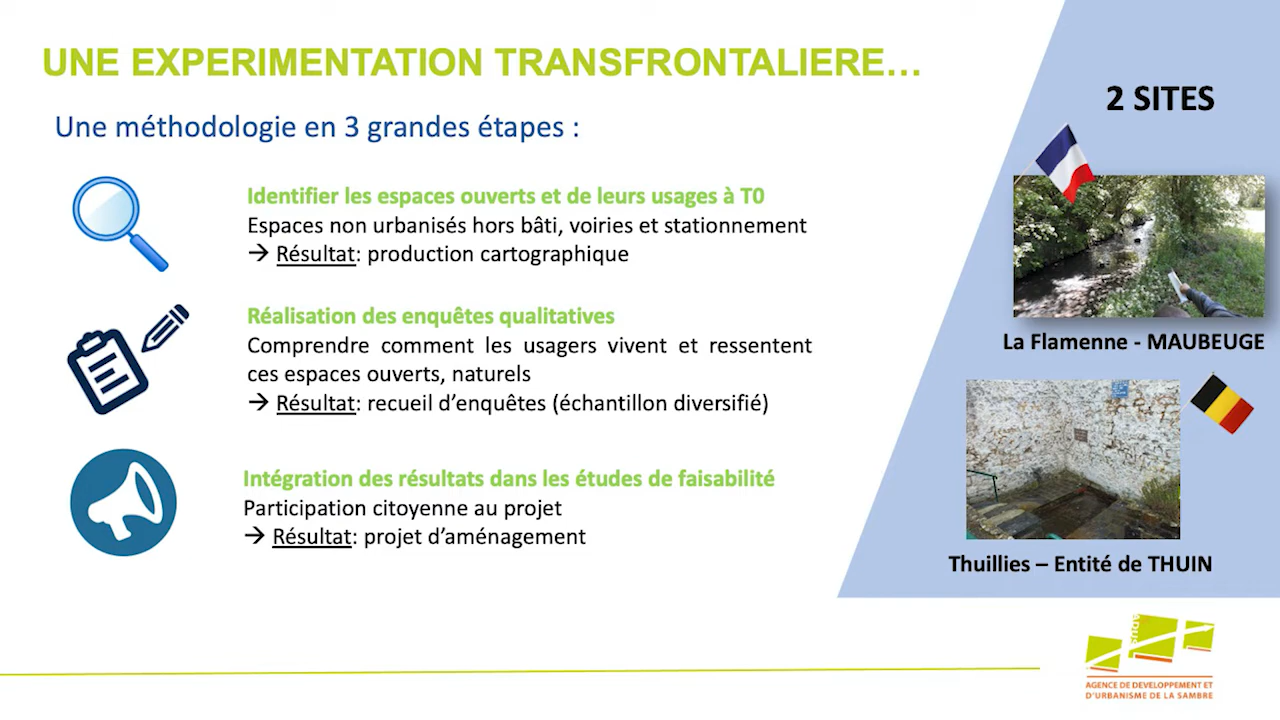 UNE EXPERIMENTATION TRANSFRONTALIERE…
Une méthodologie en 3 grandes étapes :
Identifier les espaces ouverts et de leurs usages à T0
Espaces non urbanisés hors bâti, voiries et stationnement
→ Résultat: production cartographique
Réalisation des enquêtes qualitatives
Comprendre comment les usagers vivent et ressentent
ces espaces ouverts, naturels
→ Résultat: recueil d’enquêtes (échantillon diversifié)
Intégration des résultats dans les études de faisabilité
Participation citoyenne au projet
→ Résultat: projet d’aménagement
2 SITES
La Flamenne - MAUBEUGE
Thuillies – Entité de THUIN
ADUS
AGENCE DE DEVELOPPEMENT ET
D'URBANISME DE LA SAMBRE